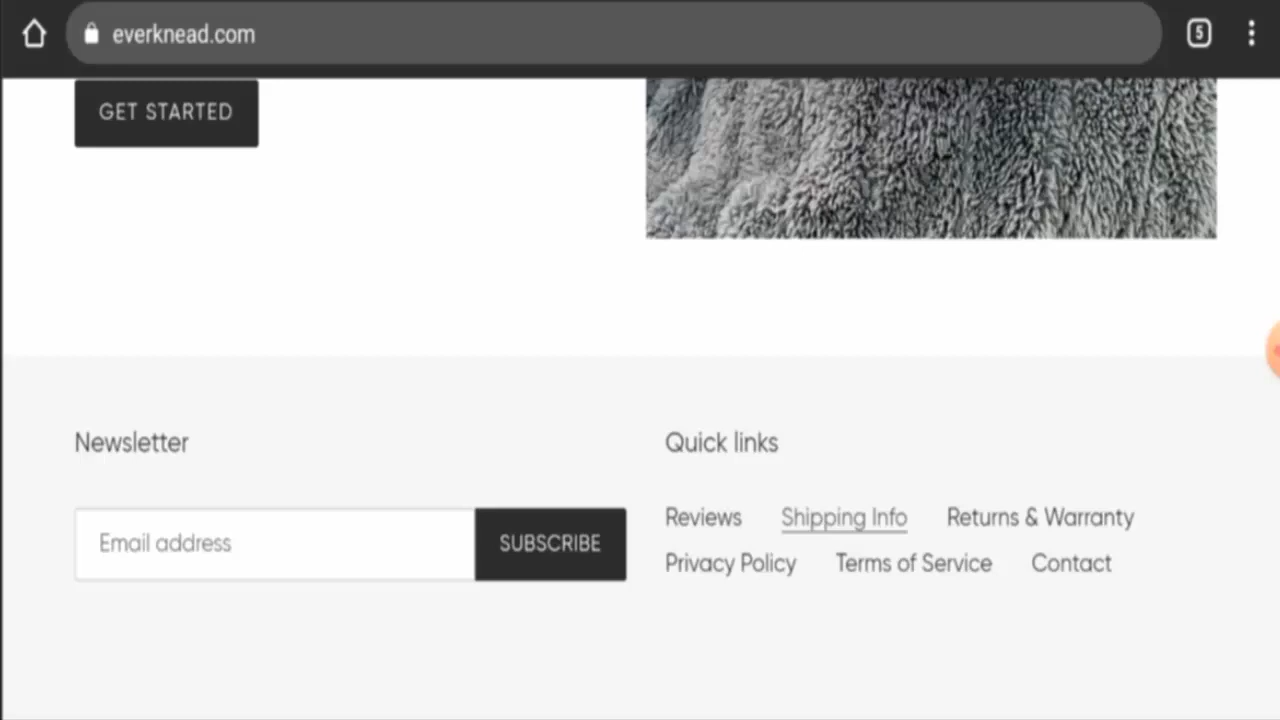 everknead.com
5
GET STARTED
Newsletter
Email address
SUBSCRIBE
Quick links
Reviews Shipping Info Returns & Warranty
Privacy Policy Terms of Service Contact